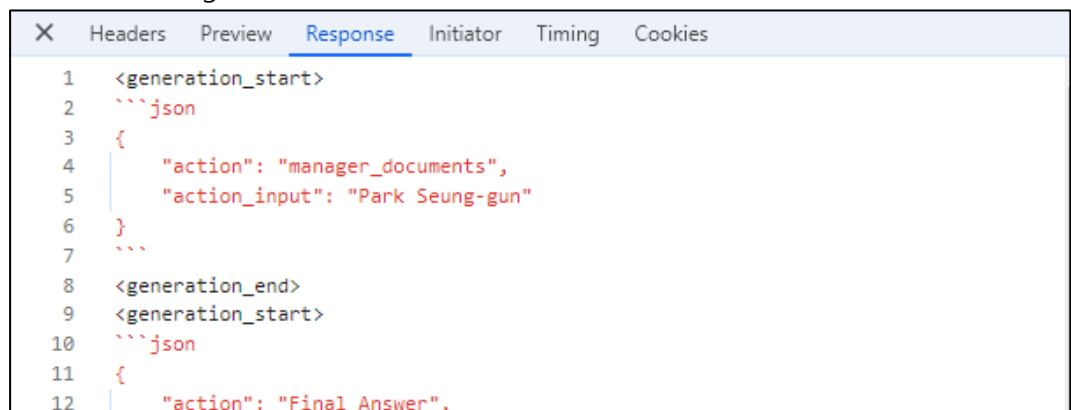 Headers Preview Response Initiator Timing Cookies
1 <generation_start>
2 ```json
3 {
4 "action": "manager_documents",
5 "action_input": "Park Seung-gun"
6 }
7 ```
8 <generation_end>
9 <generation_start>
10 ```json
11 {
12 "action": "Final Answer",